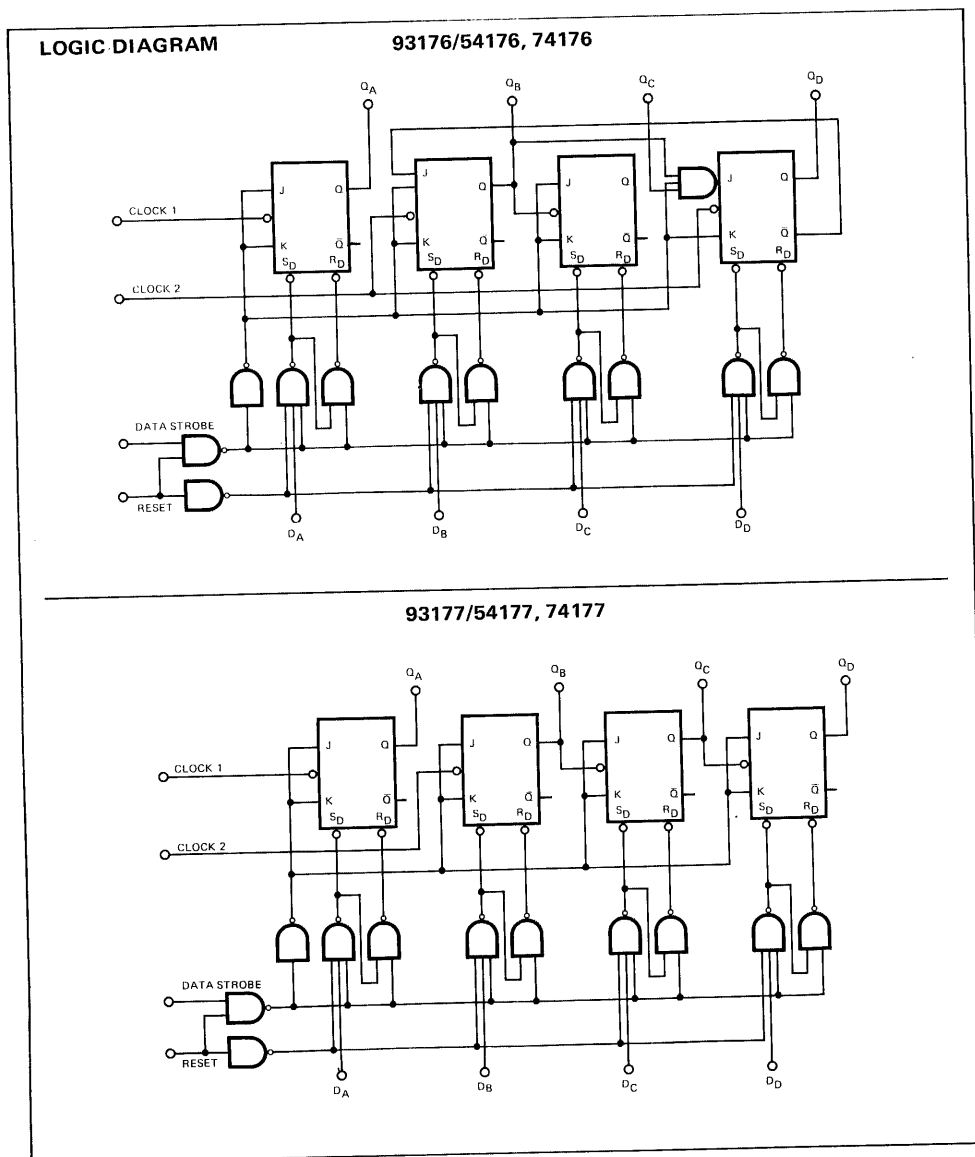 LOGIC DIAGRAM 93176/54176, 74176
QA QB QC QD
J Q J Q J Q J Q
CLOCK 1
K Q̄ K Q̄ K Q̄ K Q̄
SD RD SD RD SD RD SD RD
CLOCK 2
DATA STROBE
RESET
DA DB DC DD
93177/54177, 74177
QA QB QC QD
J Q J Q J Q J Q
CLOCK 1
K Q̄ K Q̄ K Q̄ K Q̄
SD RD SD RD SD RD SD RD
CLOCK 2
DATA STROBE
RESET
DA DB DC DD